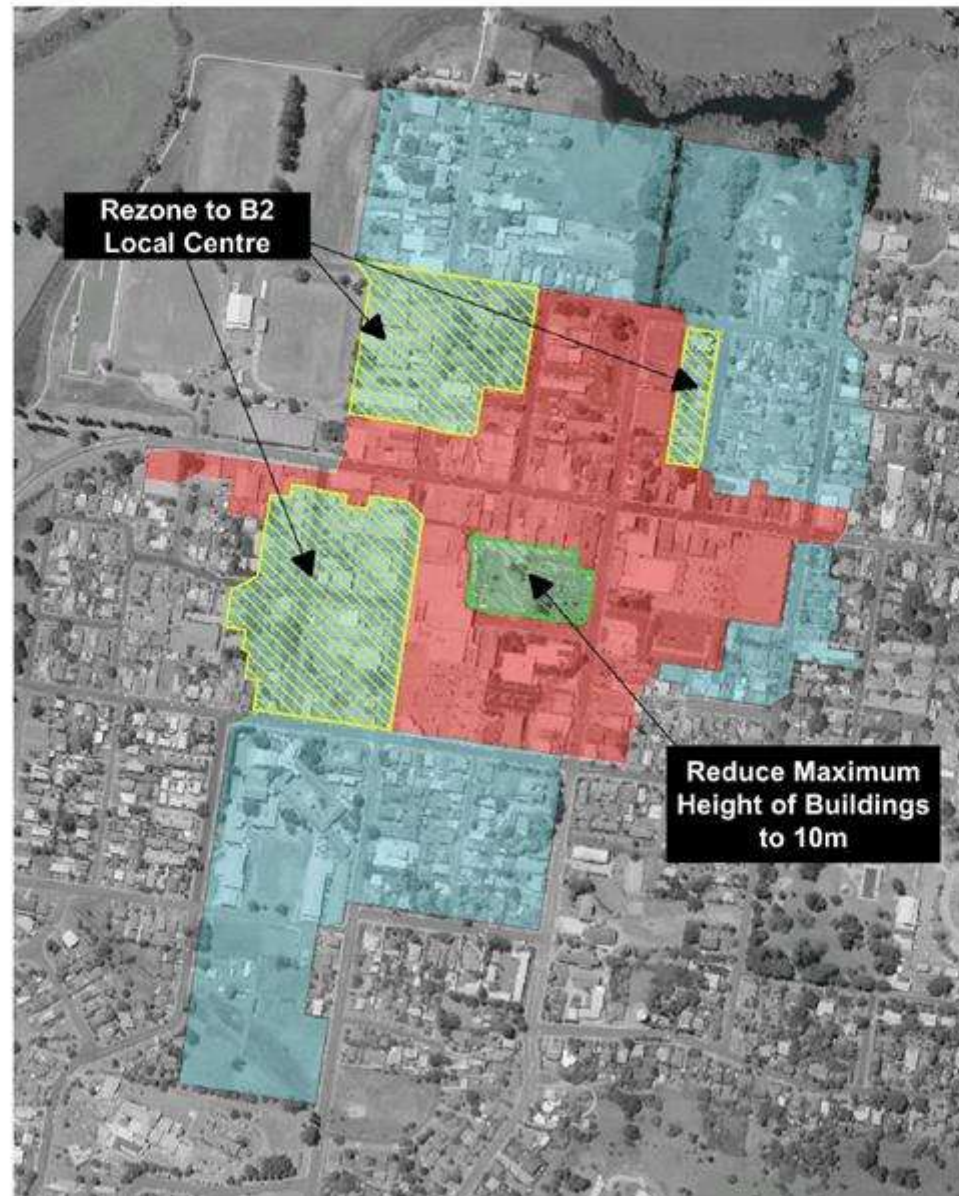 Rezone to B2
Local Centre
Reduce Maximum
Height of Buildings
to 10m